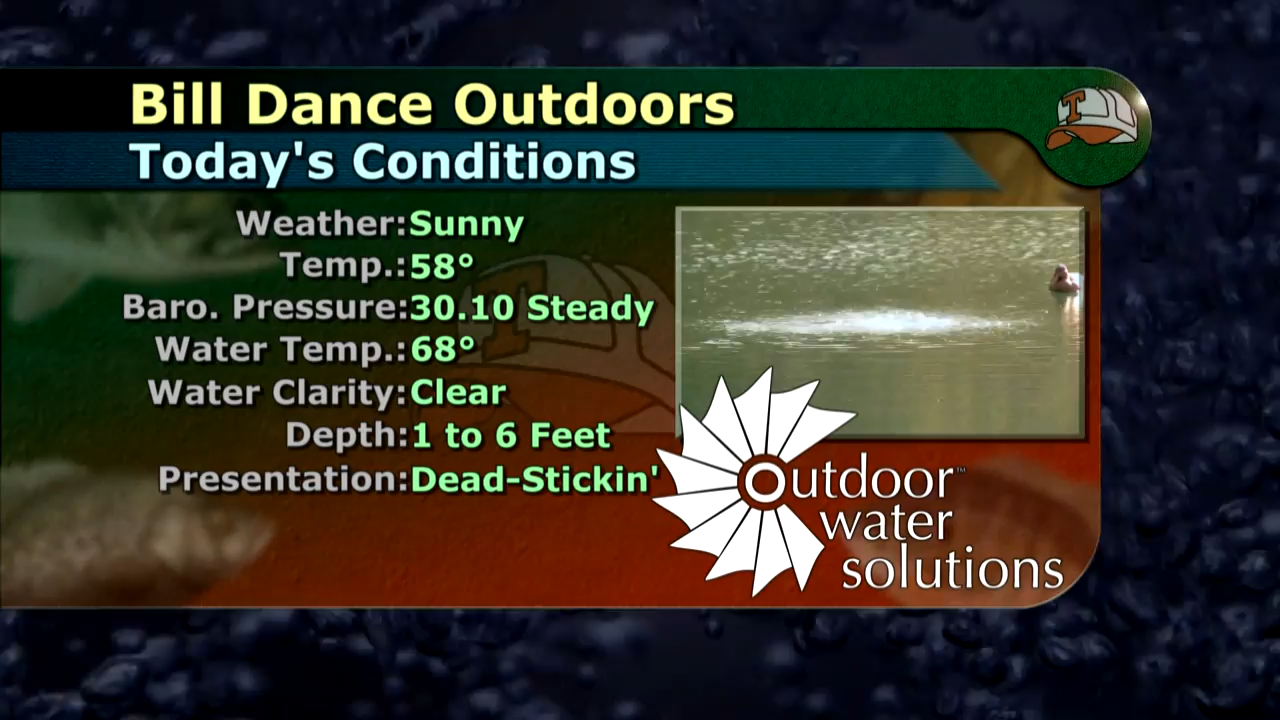 Bill Dance Outdoors
T
Today's Conditions
Weather: Sunny
Temp.: 58°
Baro. Pressure: 30.10 Steady
Water Temp.: 68°
Water Clarity: Clear
Depth: 1 to 6 Feet
Presentation: Dead-Stickin'
T
Outdoor™
water
solutions